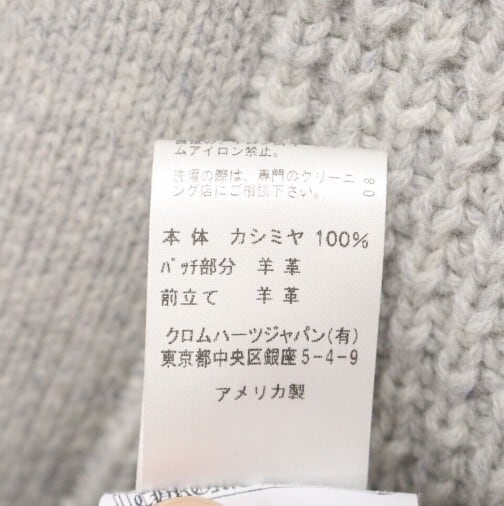 ムアイロン禁止。
洗濯の際は、専門のクリーニ
ング店にご相談下さい。
80
本体 カシミヤ 100%
ﾊﾟｯﾁ部分 羊革
前立て 羊革
クロムハーツジャパン(有)
東京都中央区銀座5-4-9
アメリカ製